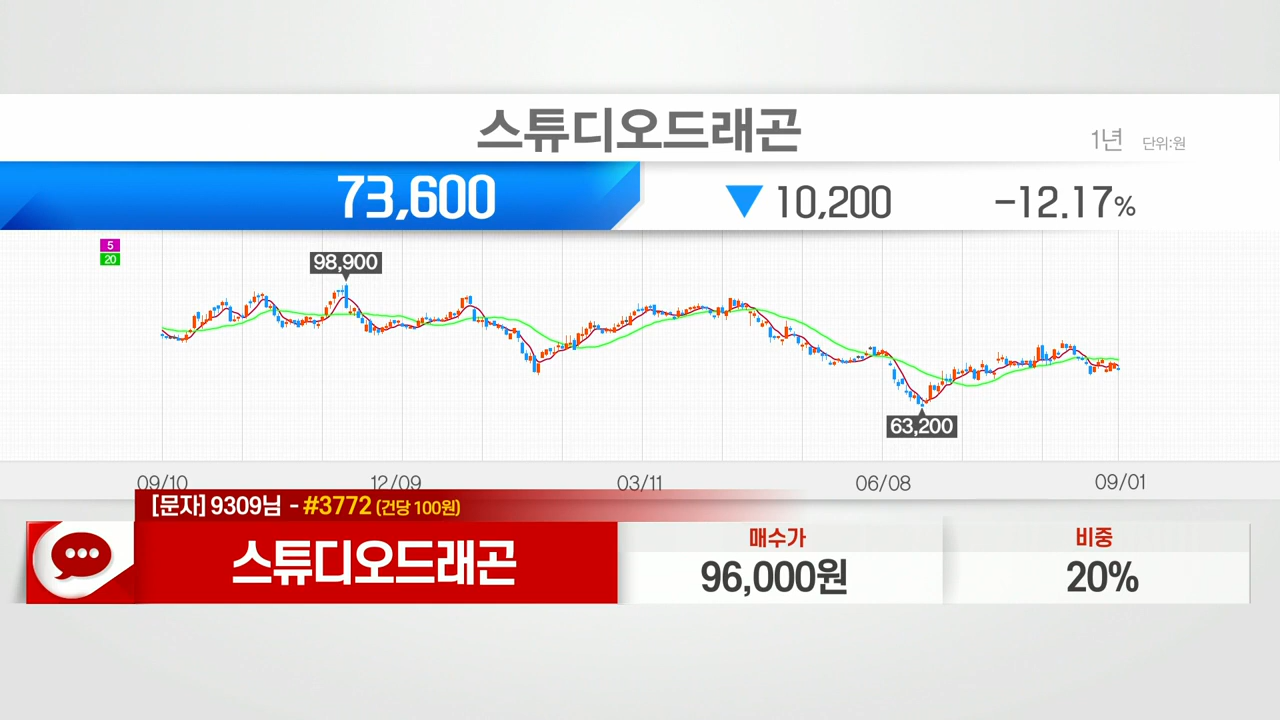 스튜디오드래곤
1년 단위:원
73,600 ▼ 10,200 -12.17%
5
20
98,900
63,200
09/10 12/09 03/11 06/08 09/01
[문자] 9309님 - #3772 (건당 100원)
스튜디오드래곤
매수가 비중
96,000원 20%